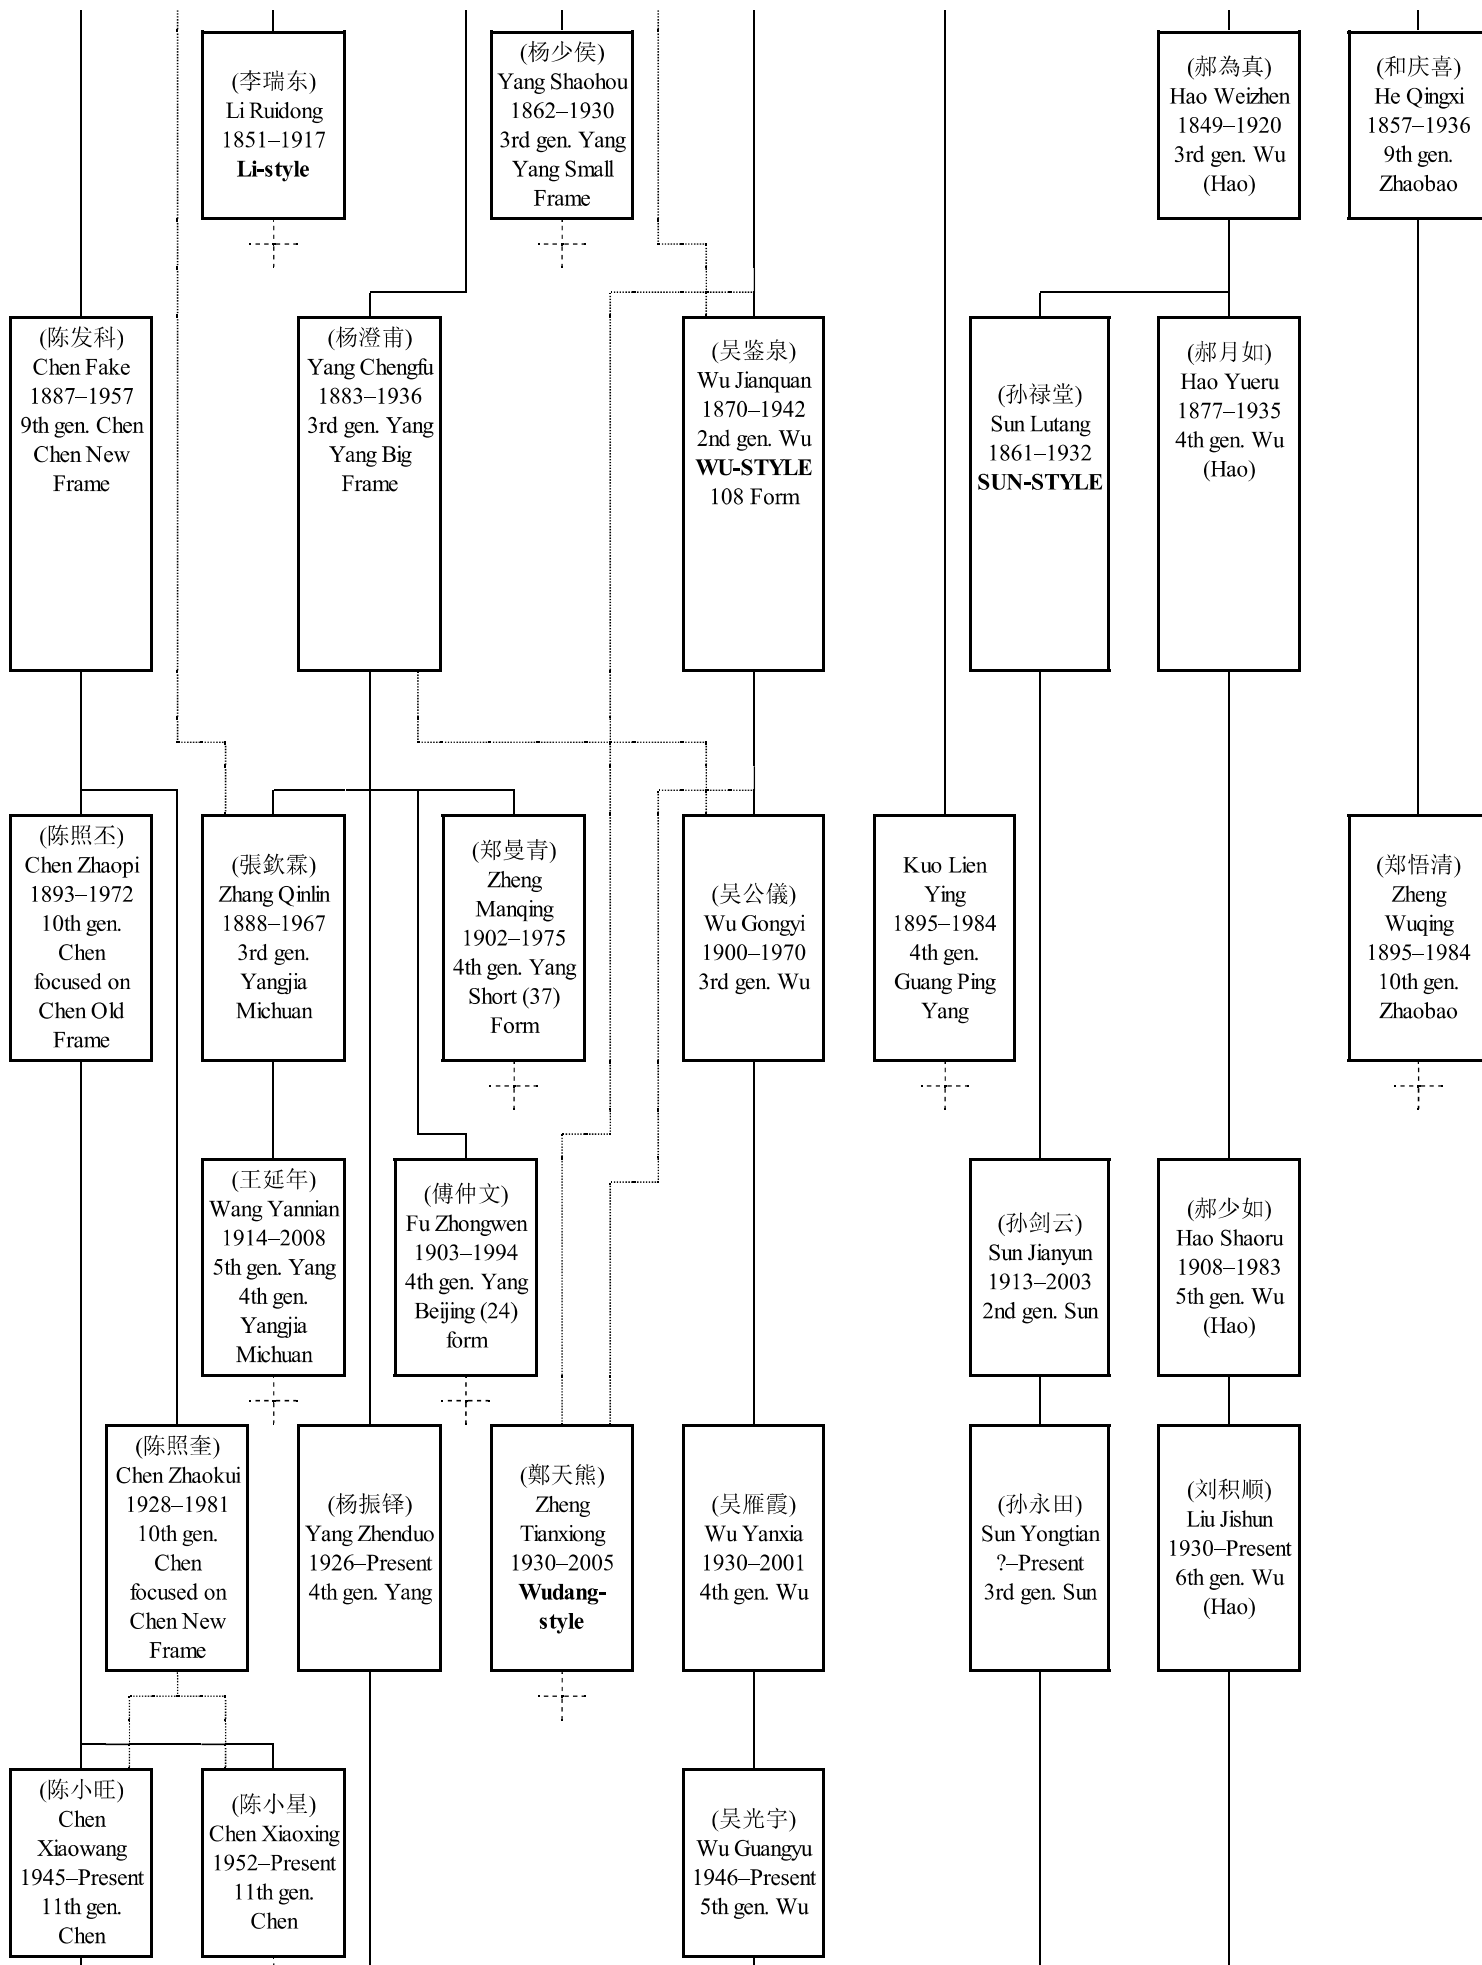 (李瑞东)
Li Ruidong
1851–1917
Li-style
(杨少侯)
Yang Shaohou
1862–1930
3rd gen. Yang
Yang Small
Frame
(郝為真)
Hao Weizhen
1849–1920
3rd gen. Wu
(Hao)
(和庆喜)
He Qingxi
1857–1936
9th gen.
Zhaobao
(陈发科)
Chen Fake
1887–1957
9th gen. Chen
Chen New
Frame
(杨澄甫)
Yang Chengfu
1883–1936
3rd gen. Yang
Yang Big
Frame
(吴鉴泉)
Wu Jianquan
1870–1942
2nd gen. Wu
WU-STYLE
108 Form
(孙禄堂)
Sun Lutang
1861–1932
SUN-STYLE
(郝月如)
Hao Yueru
1877–1935
4th gen. Wu
(Hao)
(陈照丕)
Chen Zhaopi
1893–1972
10th gen.
Chen
focused on
Chen Old
Frame
(張欽霖)
Zhang Qinlin
1888–1967
3rd gen.
Yangjia
Michuan
(郑曼青)
Zheng
Manqing
1902–1975
4th gen. Yang
Short (37)
Form
(吴公儀)
Wu Gongyi
1900–1970
3rd gen. Wu
Kuo Lien
Ying
1895–1984
4th gen.
Guang Ping
Yang
(郑悟清)
Zheng
Wuqing
1895–1984
10th gen.
Zhaobao
(王延年)
Wang Yannian
1914–2008
5th gen. Yang
4th gen.
Yangjia
Michuan
(傅仲文)
Fu Zhongwen
1903–1994
4th gen. Yang
Beijing (24)
form
(孙剑云)
Sun Jianyun
1913–2003
2nd gen. Sun
(郝少如)
Hao Shaoru
1908–1983
5th gen. Wu
(Hao)
(陈照奎)
Chen Zhaokui
1928–1981
10th gen.
Chen
focused on
Chen New
Frame
(杨振铎)
Yang Zhenduo
1926–Present
4th gen. Yang
(鄭天熊)
Zheng
Tianxiong
1930–2005
Wudang-
style
(吴雁霞)
Wu Yanxia
1930–2001
4th gen. Wu
(孙永田)
Sun Yongtian
?–Present
3rd gen. Sun
(刘积顺)
Liu Jishun
1930–Present
6th gen. Wu
(Hao)
(陈小旺)
Chen
Xiaowang
1945–Present
11th gen.
Chen
(陈小星)
Chen Xiaoxing
1952–Present
11th gen.
Chen
(吴光宇)
Wu Guangyu
1946–Present
5th gen. Wu